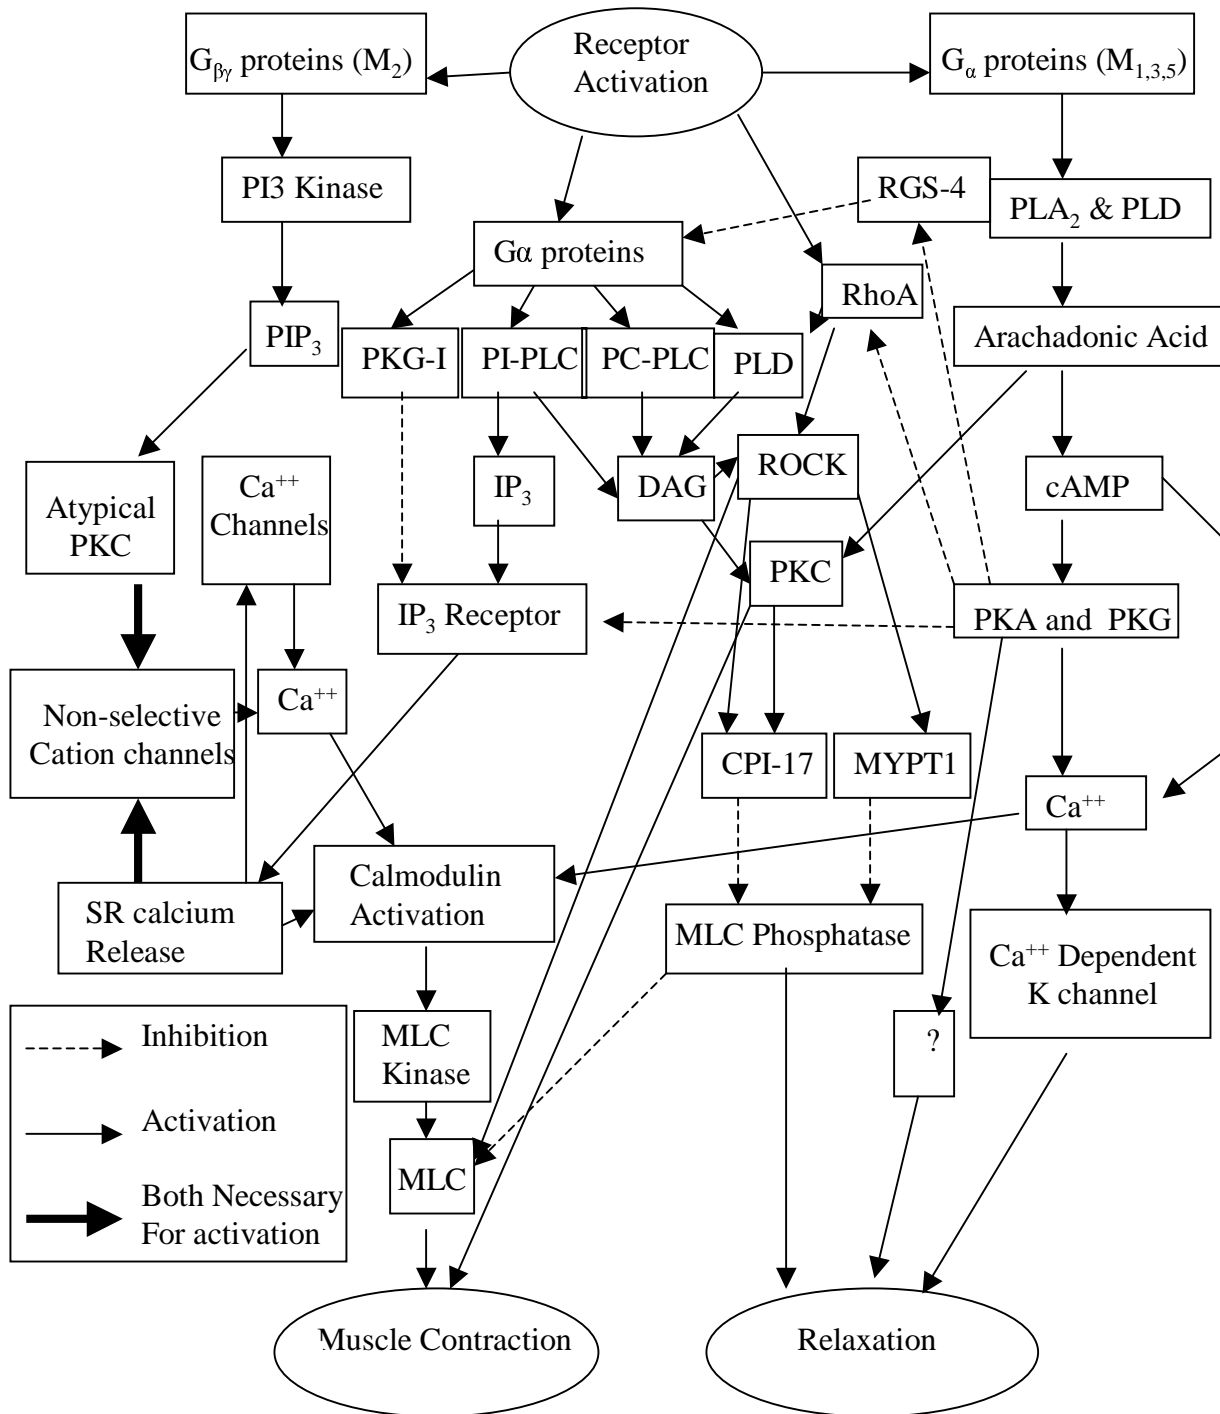 Receptor
Activation
Gβγ proteins (M2)
Gα proteins (M1,3,5)
PI3 Kinase
RGS-4
PLA2 & PLD
Gα proteins
RhoA
PIP3
PKG-I
PI-PLC
PC-PLC
PLD
Arachadonic Acid
Atypical
PKC
Ca++
Channels
IP3
DAG
ROCK
cAMP
PKC
IP3 Receptor
PKA and PKG
Non-selective
Cation channels
Ca++
CPI-17
MYPT1
Ca++
SR calcium
Release
Calmodulin
Activation
MLC Phosphatase
Ca++ Dependent
K channel
Inhibition
Activation
Both Necessary
For activation
MLC
Kinase
?
MLC
Muscle Contraction
Relaxation